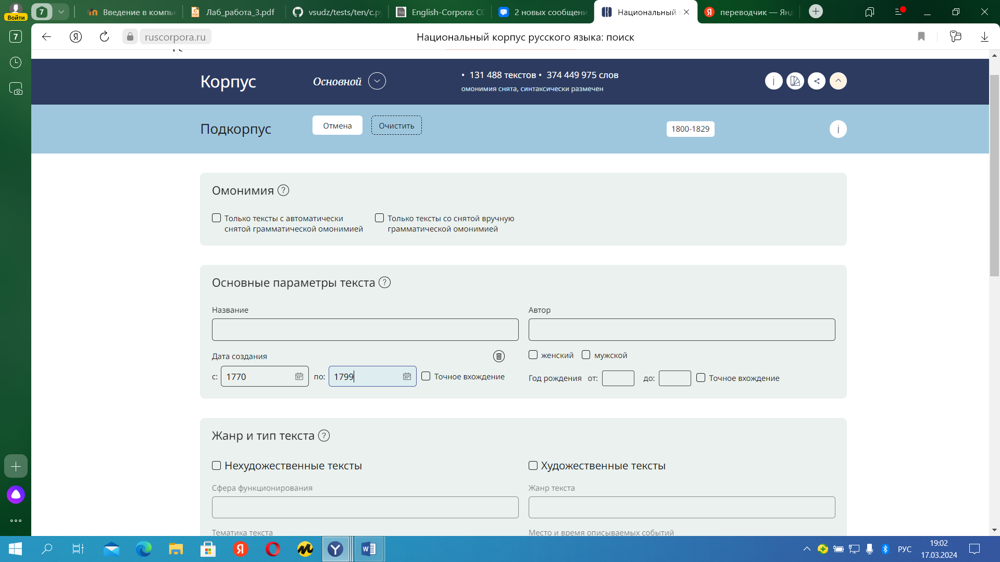 Войти
7
Введение в компь
Лаб_работа_3.pdf
vsudz/tests/ten/c.py
English-Corpora: CC
2 новых сообщени
Национальный
переводчик — Янд
7
ruscorpora.ru
Национальный корпус русского языка: поиск
Корпус
Основной
• 131 488 текстов • 374 449 975 слов
омонимия снята, синтаксически размечен
Подкорпус
Отмена
Очистить
1800-1829
Омонимия ?
Только тексты с автоматически
снятой грамматической омонимией
Только тексты со снятой вручную
грамматической омонимией
Основные параметры текста ?
Название
Автор
Дата создания
женский
мужской
с: 1770
по: 1799
Точное вхождение
Год рождения от:
до:
Точное вхождение
Жанр и тип текста ?
Нехудожественные тексты
Художественные тексты
Сфера функционирования
Жанр текста
Тематика текста
Место и время описываемых событий
РУС
19:02
17.03.2024